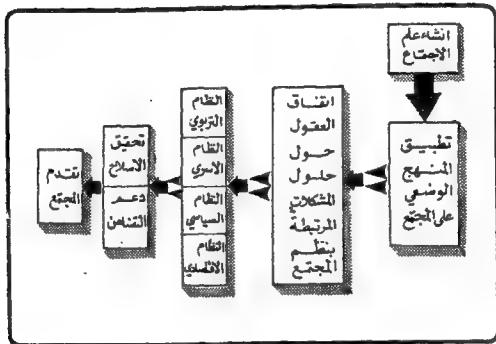 انشاء علم
الاجتماع
تطبيق
المنهج
الوضعي
على المجتمع
اتفاق
العقول
حول
حلول
المشكلات
المرتبطة
بنظم
المجتمع
النظام
التربوي
النظام
الأسري
النظام
السياسي
النظام
الاقتصادي
تحقيق
الاصلاح
دعم
التضامن
تقدم
المجتمع